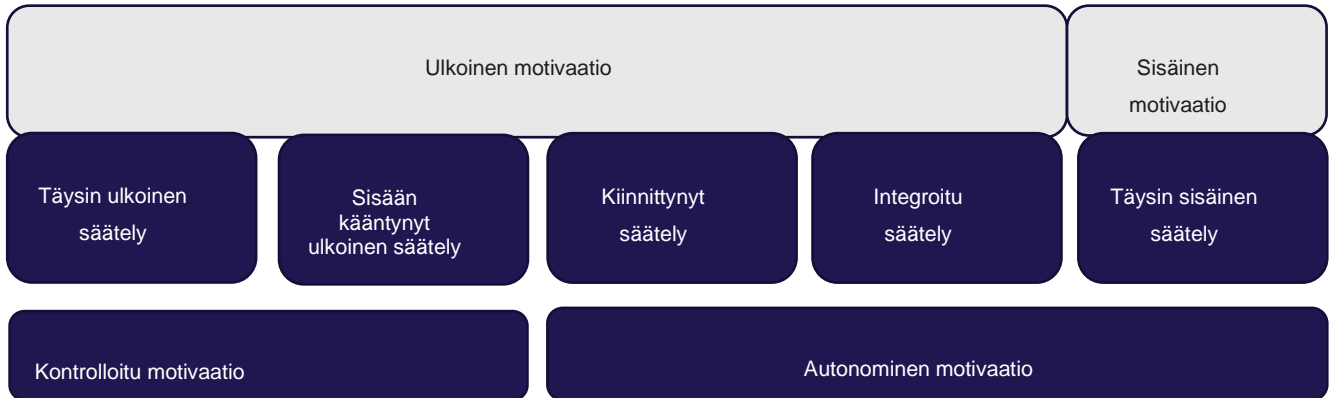 Ulkoinen motivaatio
Sisäinen
motivaatio
Täysin ulkoinen
säätely
Sisään
kääntynyt
ulkoinen säätely
Kiinnittynyt
säätely
Integroitu
säätely
Täysin sisäinen
säätely
Kontrolloitu motivaatio
Autonominen motivaatio